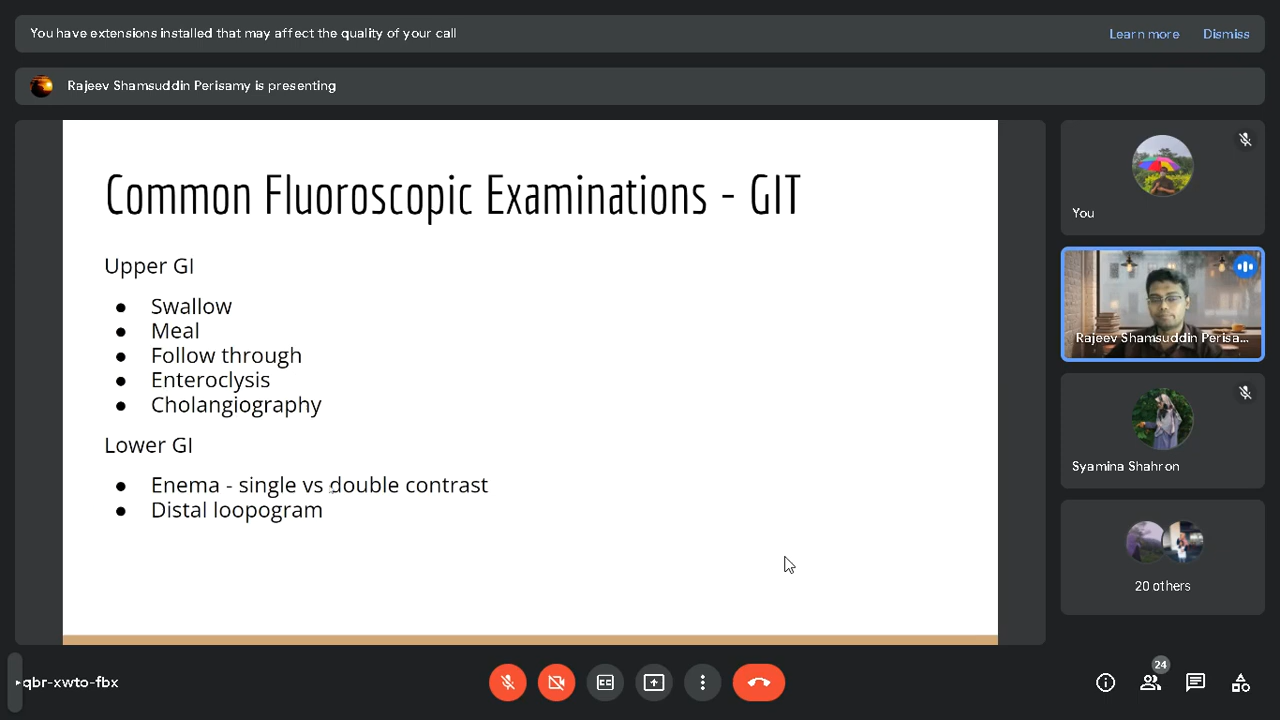 You have extensions installed that may affect the quality of your call
Learn more
Dismiss
Rajeev Shamsuddin Perisamy is presenting
Common Fluoroscopic Examinations - GIT
Upper GI
● Swallow
● Meal
● Follow through
● Enteroclysis
● Cholangiography
Lower GI
● Enema - single vs double contrast
● Distal loopogram
You
Rajeev Shamsuddin Perisa...
Syamina Shahron
20 others
qbr-xwto-fbx
24